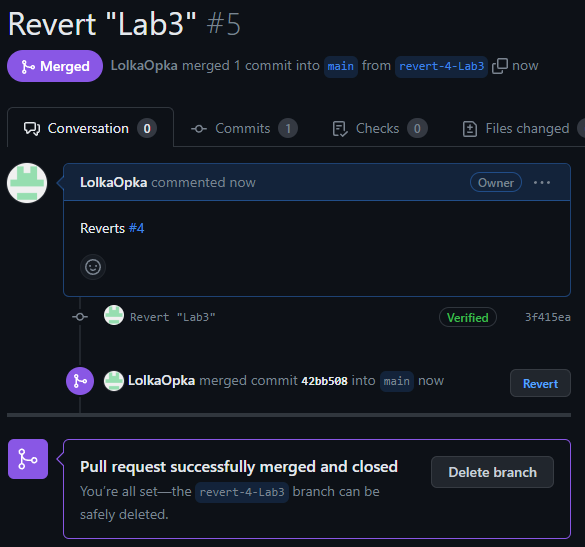 Revert "Lab3" #5
Merged LolkaOpka merged 1 commit into main from revert-4-Lab3 now
Conversation 0 Commits 1 Checks 0 Files changed
LolkaOpka commented now Owner ...
Reverts #4
Revert "Lab3" Verified 3f415ea
LolkaOpka merged commit 42bb508 into main now Revert
Pull request successfully merged and closed Delete branch
You're all set—the revert-4-Lab3 branch can be
safely deleted.